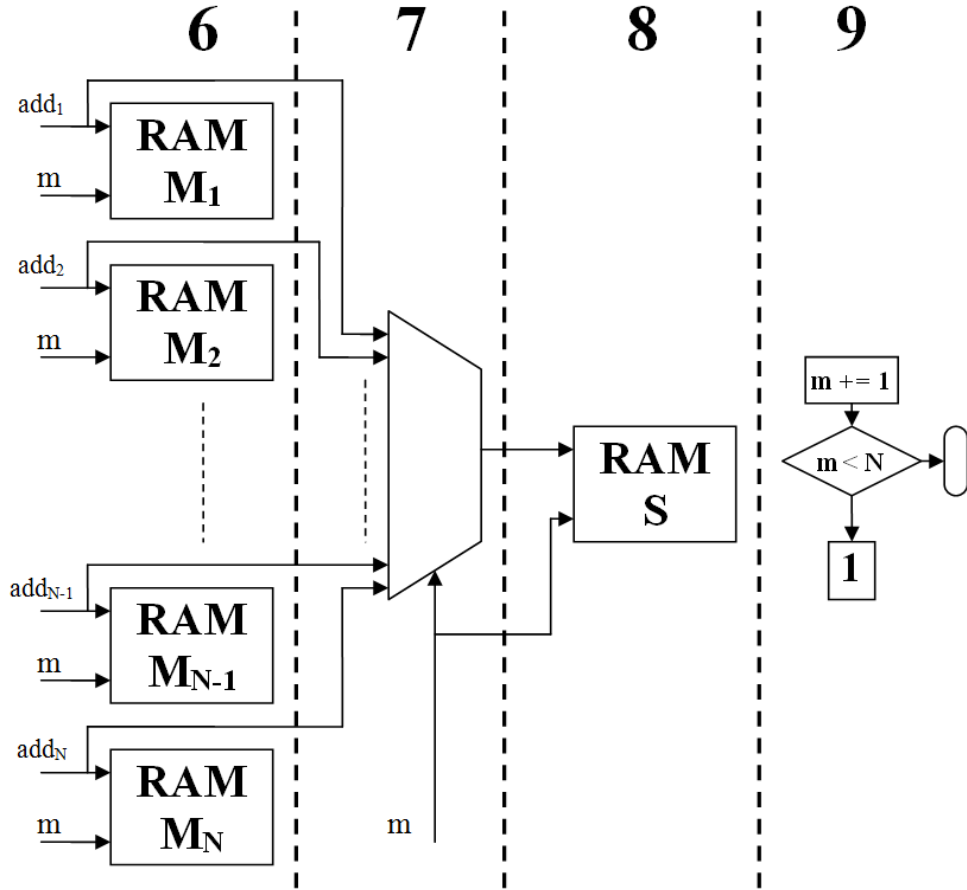 6 7 8 9
add₁
RAM
M₁
m
add₂
RAM
M₂
m
m += 1
m < N
RAM
S
1
addN-1
RAM
MN-1
m
addN
RAM
MN
m
m